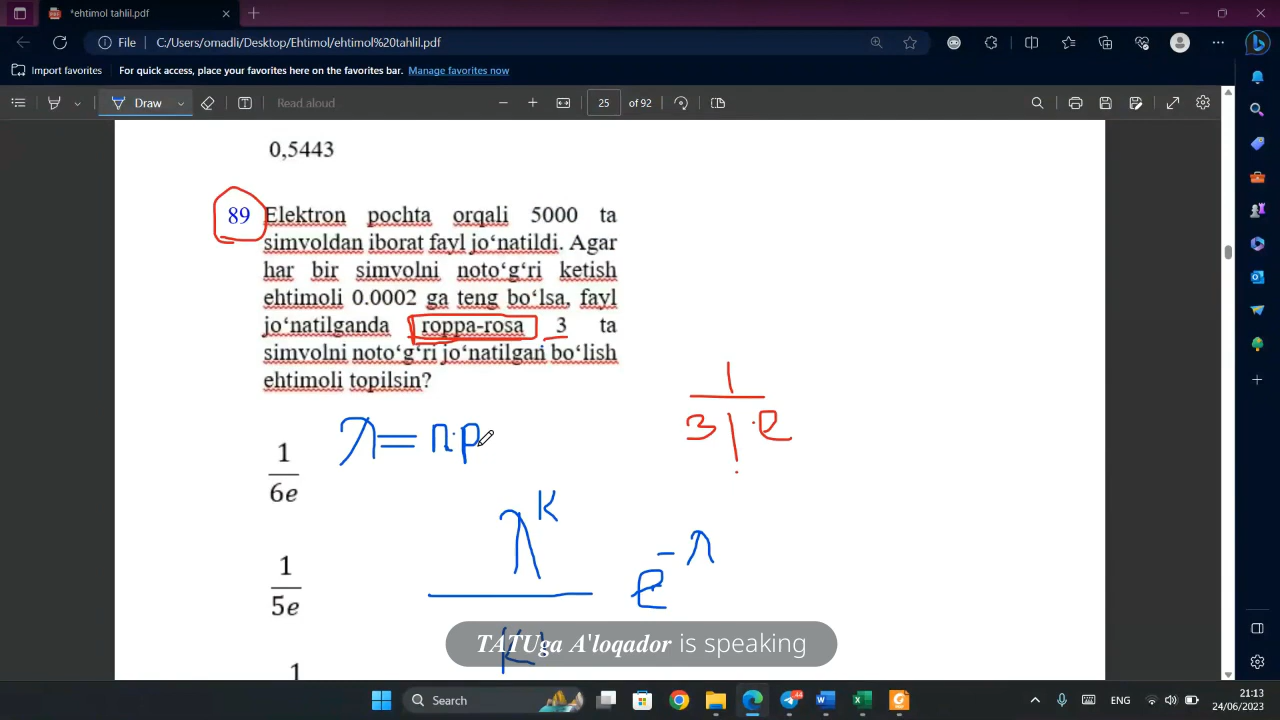 *ehtimol tahlil.pdf
File
C:/Users/omadli/Desktop/Ehtimol/ehtimol%20tahlil.pdf
Import favorites
For quick access, place your favorites here on the favorites bar. Manage favorites now
Draw
Read aloud
25 of 92
0,5443
89 Elektron pochta orqali 5000 ta
simvoldan iborat fayl jo‘natildi. Agar
har bir simvolni noto‘g‘ri ketish
ehtimoli 0.0002 ga teng bo‘lsa, fayl
jo‘natilganda roppa-rosa 3 ta
simvolni noto‘g‘ri jo‘natilgan bo‘lish
ehtimoli topilsin?
λ = n·p
1
3! · e
1
6e
λ^k
e^-λ
k!
1
5e
1
TATUga A'loqador is speaking
Search
44
ENG
21:13
24/06/2023